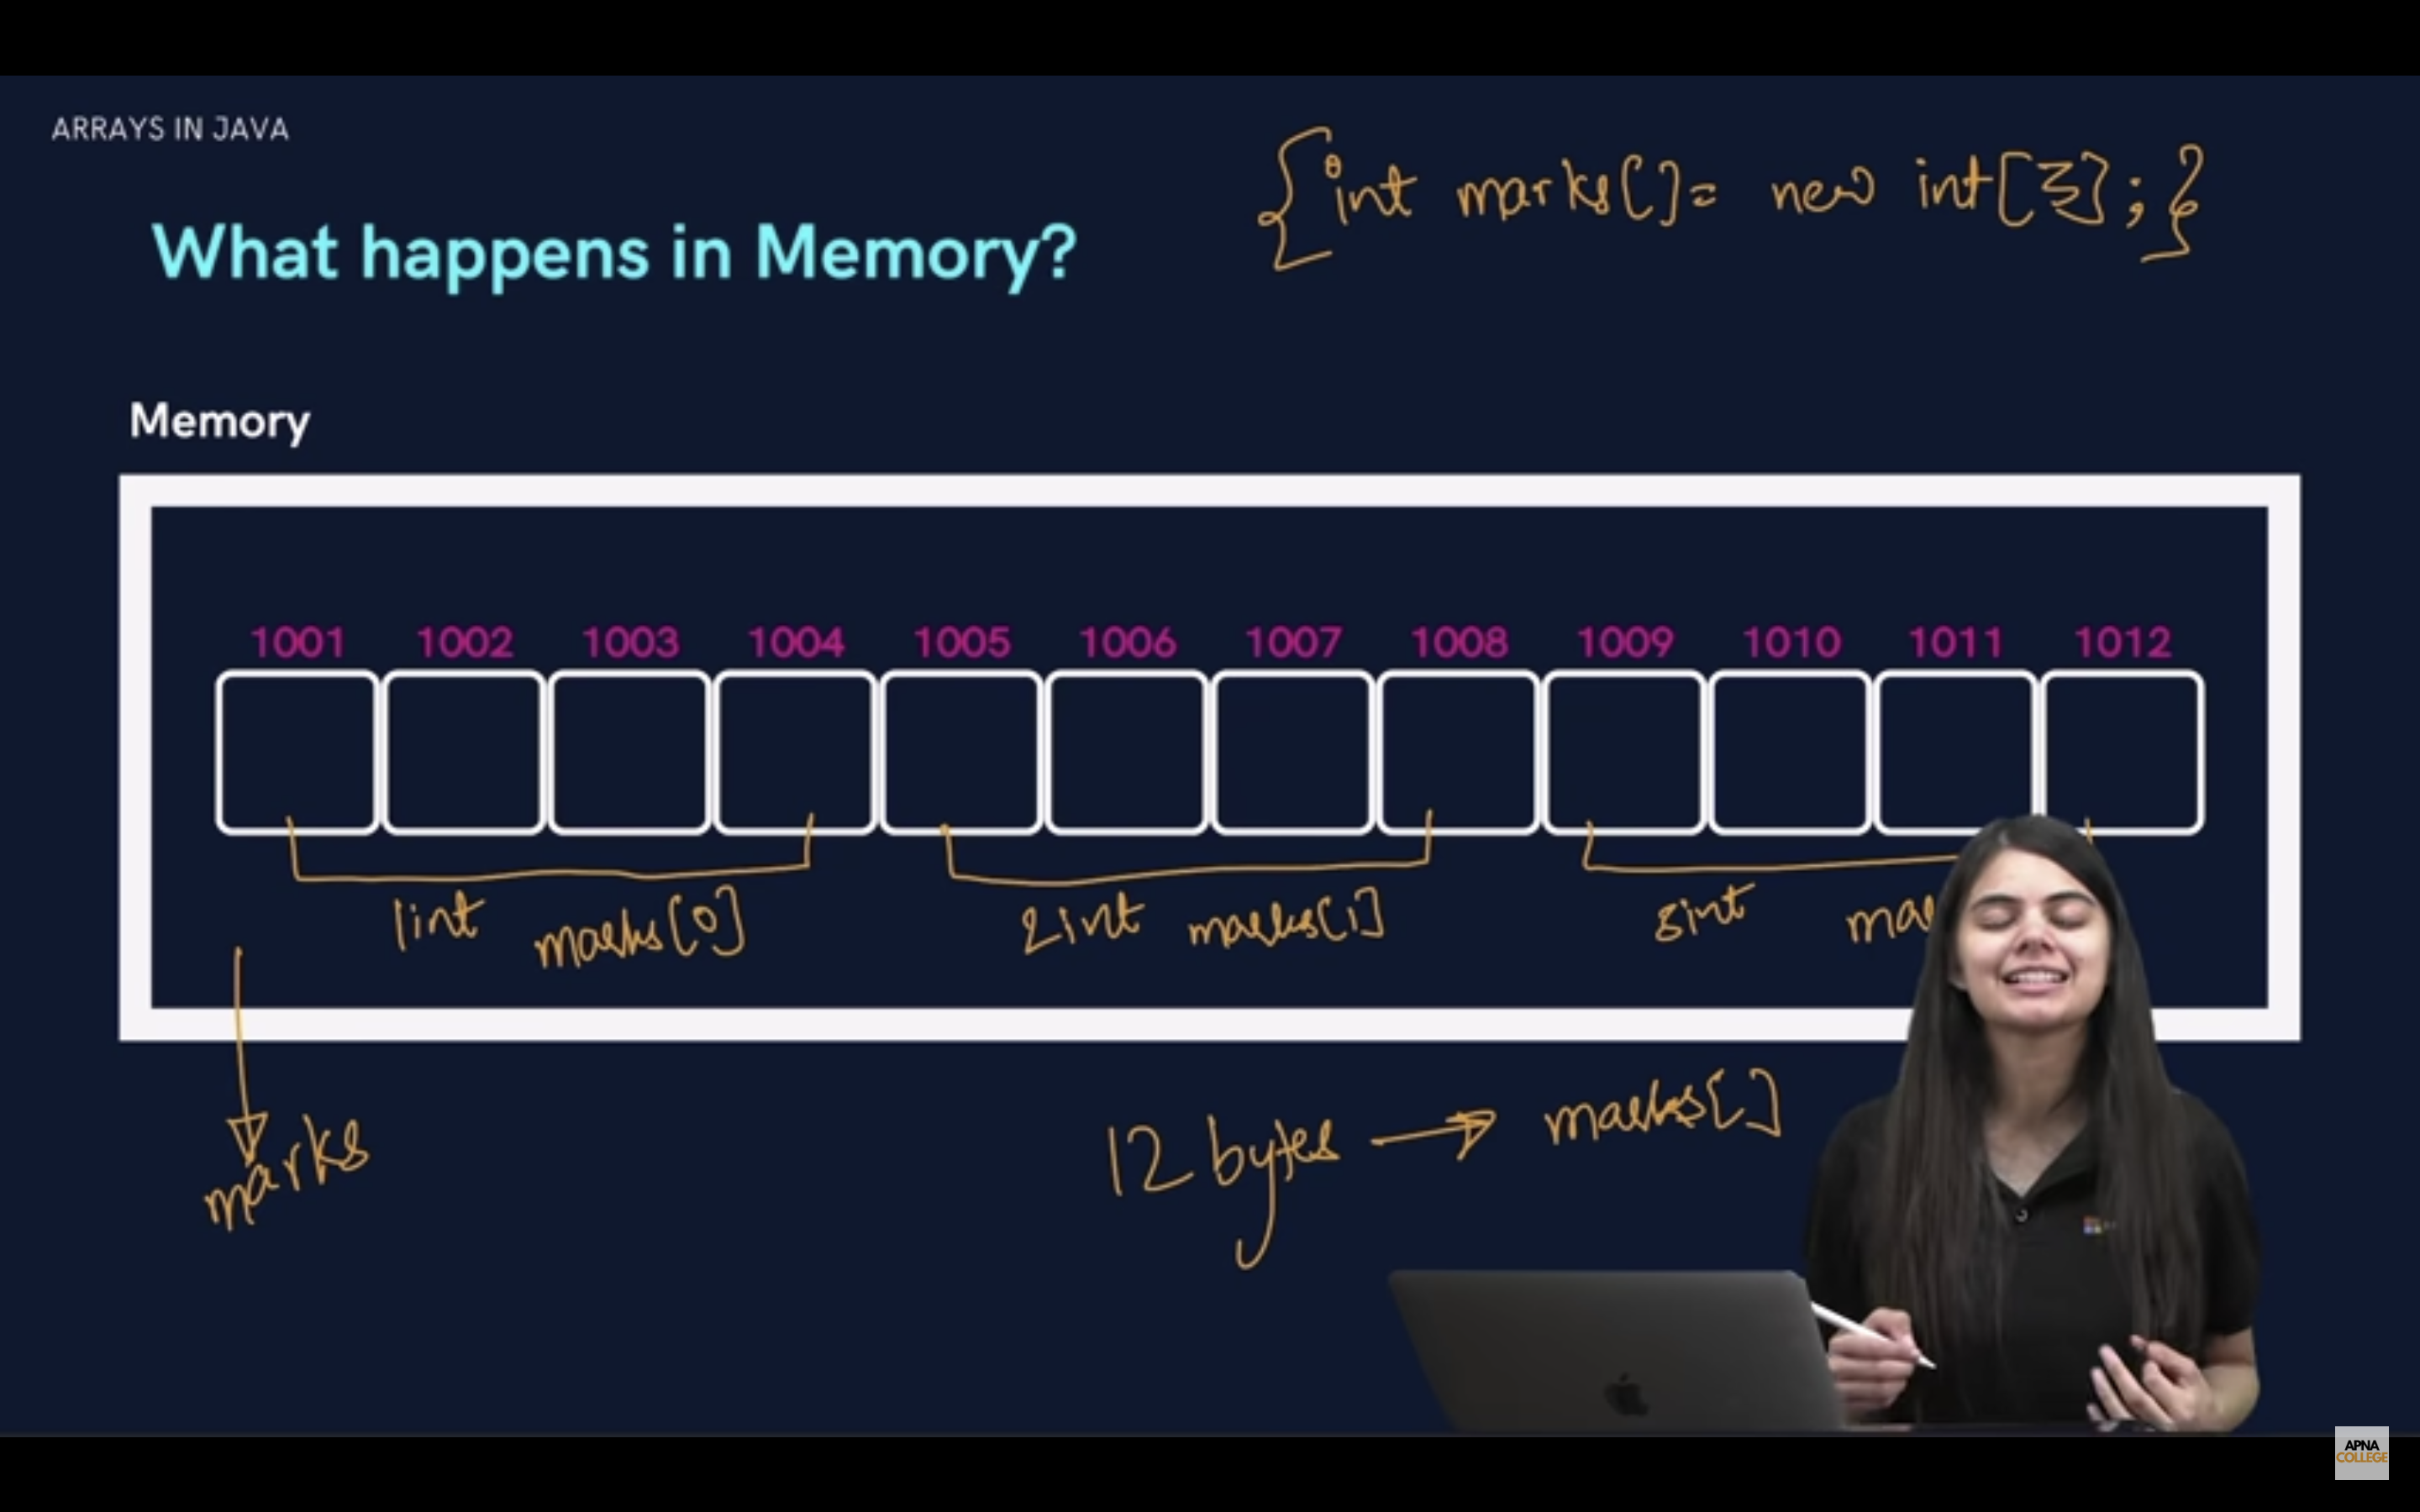 ARRAYS IN JAVA
{int marks[]= new int[3];}
What happens in Memory?
Memory
1001 1002 1003 1004 1005 1006 1007 1008 1009 1010 1011 1012
1int marks[0] 2int marks[1] 3int
marks
12 bytes → marks[]
APNA
COLLEGE